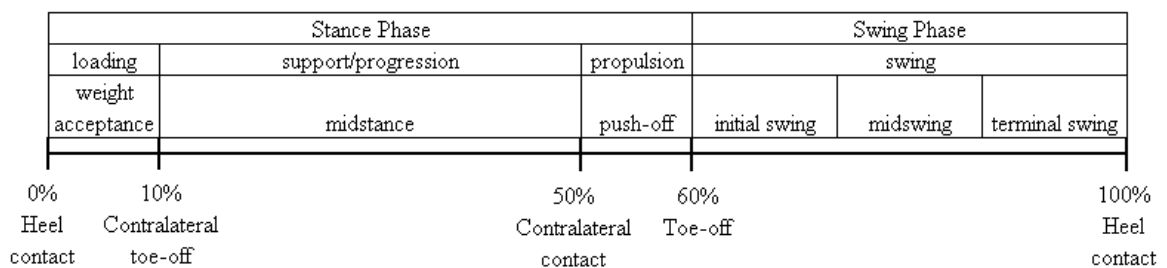 Stance Phase Swing Phase
loading support/progression propulsion swing
weight
acceptance midstance push-off initial swing midswing terminal swing
0% 10% 50% 60% 100%
Heel Contralateral Contralateral Toe-off Heel
contact toe-off contact contact